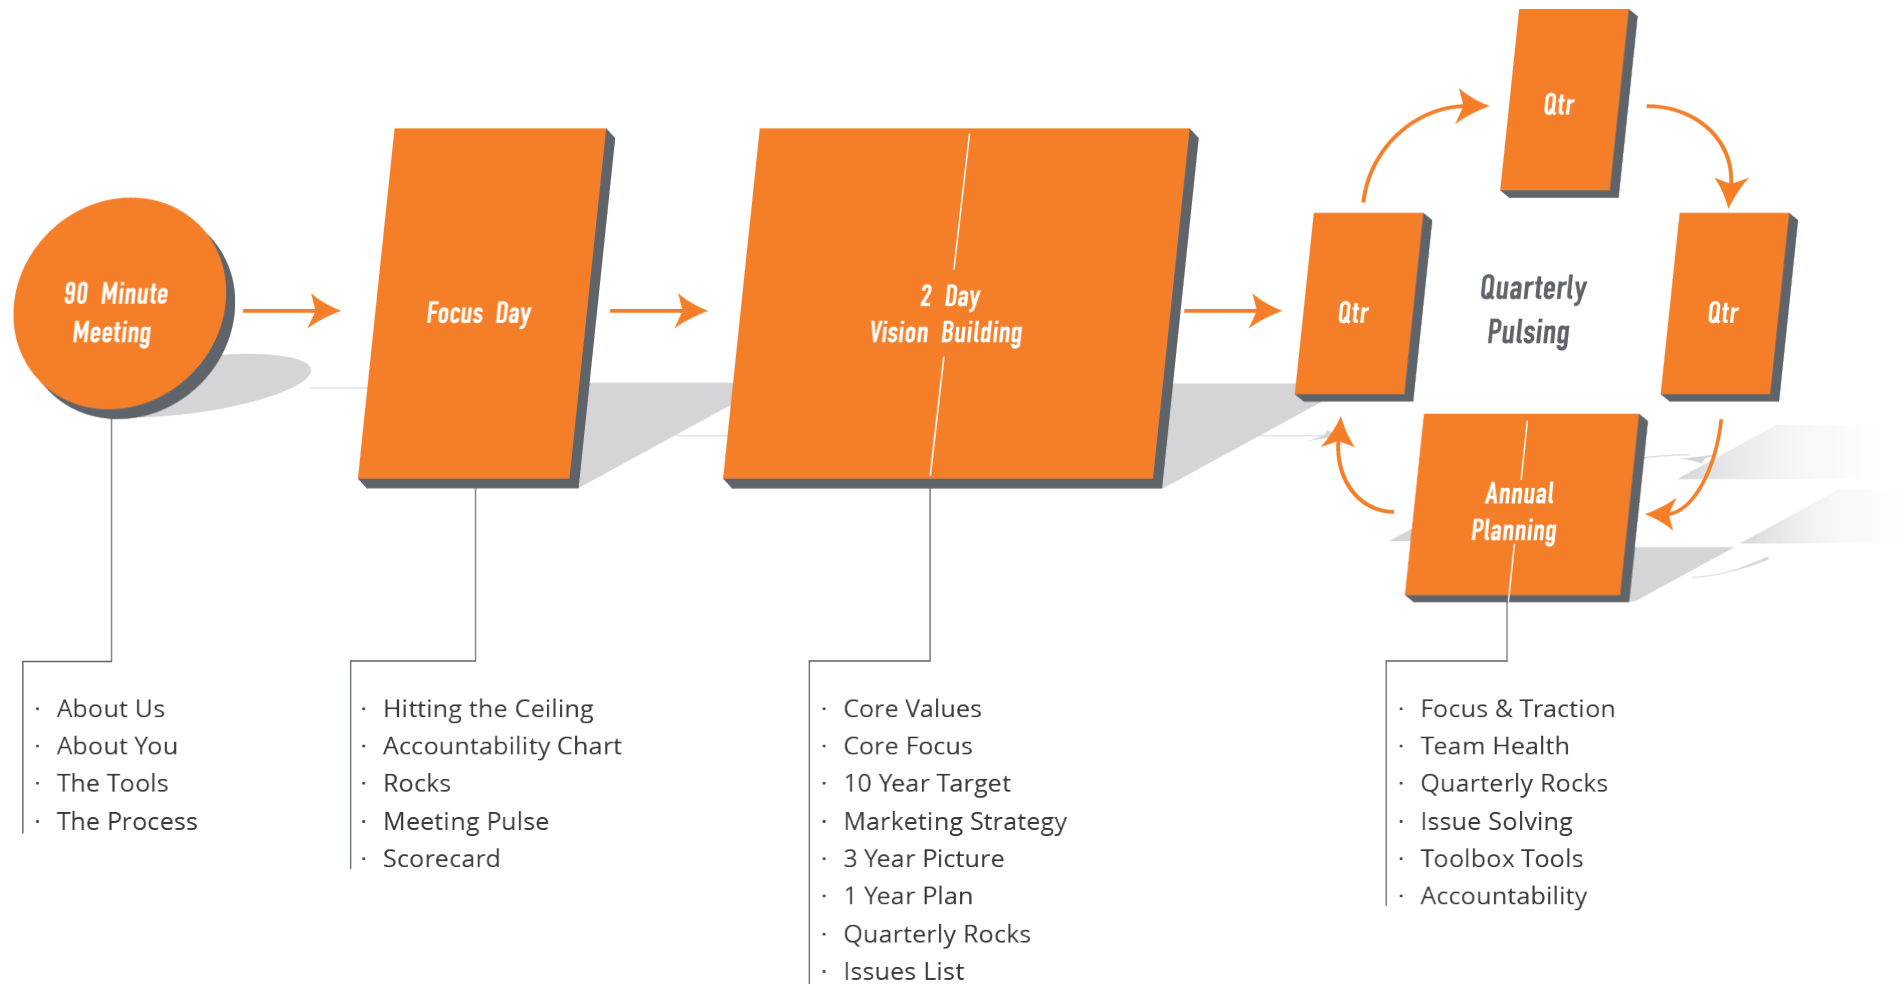 90 Minute
Meeting
Focus Day
2 Day
Vision Building
Qtr
Qtr
Qtr
Quarterly
Pulsing
Annual
Planning
· About Us
· About You
· The Tools
· The Process
· Hitting the Ceiling
· Accountability Chart
· Rocks
· Meeting Pulse
· Scorecard
· Core Values
· Core Focus
· 10 Year Target
· Marketing Strategy
· 3 Year Picture
· 1 Year Plan
· Quarterly Rocks
· Issues List
· Focus & Traction
· Team Health
· Quarterly Rocks
· Issue Solving
· Toolbox Tools
· Accountability